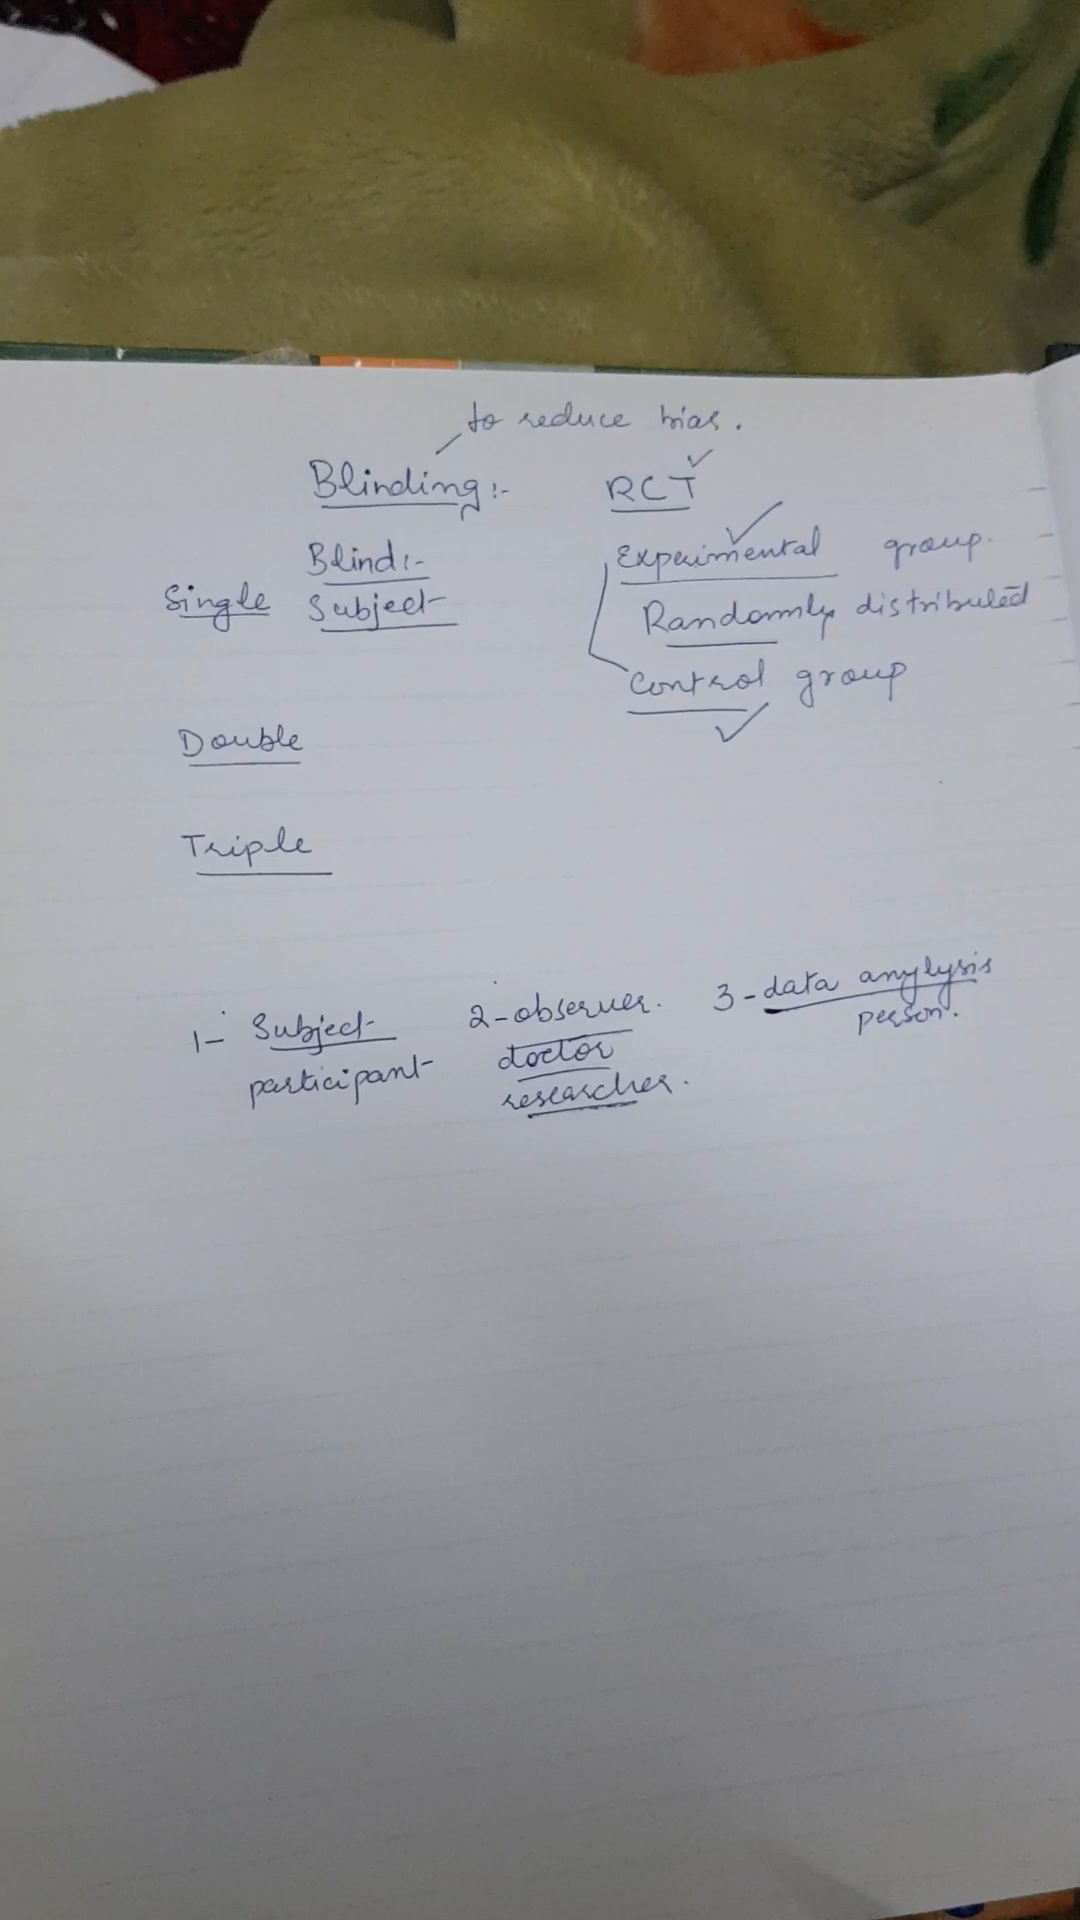 to reduce bias.
Blinding :-
RCT
Blind :-
Single Subject
Experimental group.
Randomly distributed
Control group
Double
Triple
1- Subject
participant
2- observer.
doctor
researcher.
3- data anylysis
person.